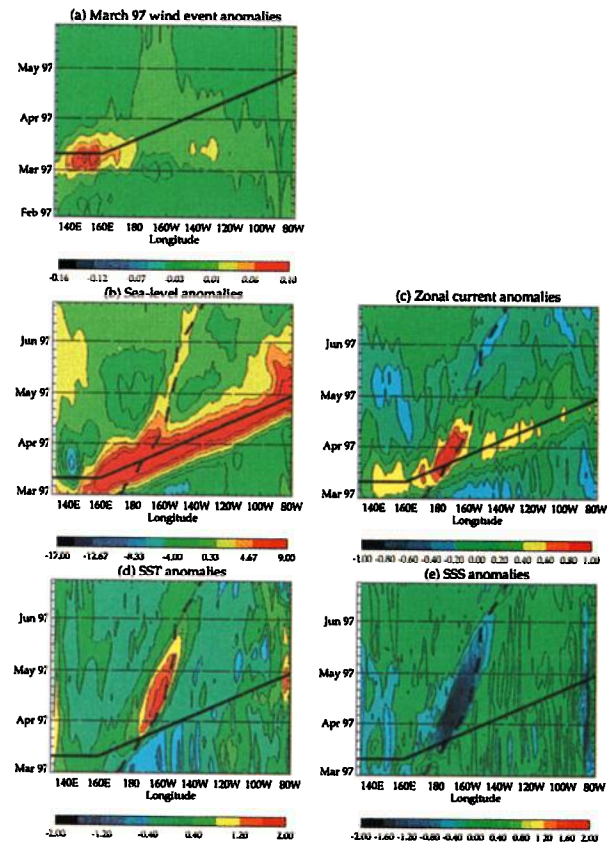 (a) March 97 wind event anomalies
May 97
Apr 97
Mar 97
Feb 97
140E 160E 180 160W 140W 120W 100W 80W
Longitude
-0.16 -0.12 -0.07 -0.03 0.01 0.06 0.10
(b) Sea-level anomalies
Jun 97
May 97
Apr 97
Mar 97
140E 160E 180 160W 140W 120W 100W 80W
Longitude
-17.00 -12.67 -8.33 -4.00 0.33 4.67 9.00
(c) Zonal current anomalies
Jun 97
May 97
Apr 97
Mar 97
140E 160E 180 160W 140W 120W 100W 80W
Longitude
-1.00 -0.80 -0.60 -0.40 -0.20 0.00 0.20 0.40 0.60 0.80 1.00
(d) SST anomalies
Jun 97
May 97
Apr 97
Mar 97
140E 160E 180 160W 140W 120W 100W 80W
Longitude
-2.00 -1.20 -0.40 0.40 1.20 2.00
(e) SSS anomalies
Jun 97
May 97
Apr 97
Mar 97
140E 160E 180 160W 140W 120W 100W 80W
Longitude
-2.00 -1.60 -1.20 -0.80 -0.40 0.00 0.40 0.80 1.20 1.60 2.00